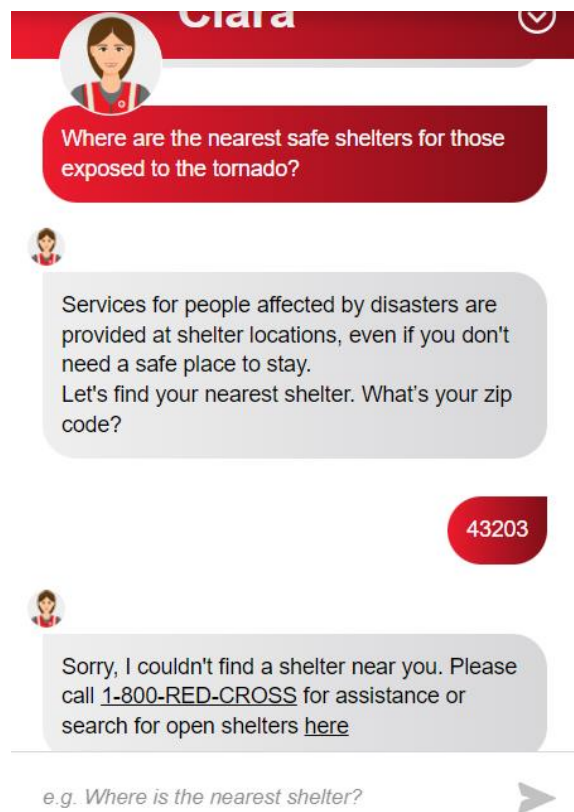 Clara
Where are the nearest safe shelters for those
exposed to the tornado?
Services for people affected by disasters are
provided at shelter locations, even if you don't
need a safe place to stay.
Let's find your nearest shelter. What's your zip
code?
43203
Sorry, I couldn't find a shelter near you. Please
call 1-800-RED-CROSS for assistance or
search for open shelters here
e.g. Where is the nearest shelter?